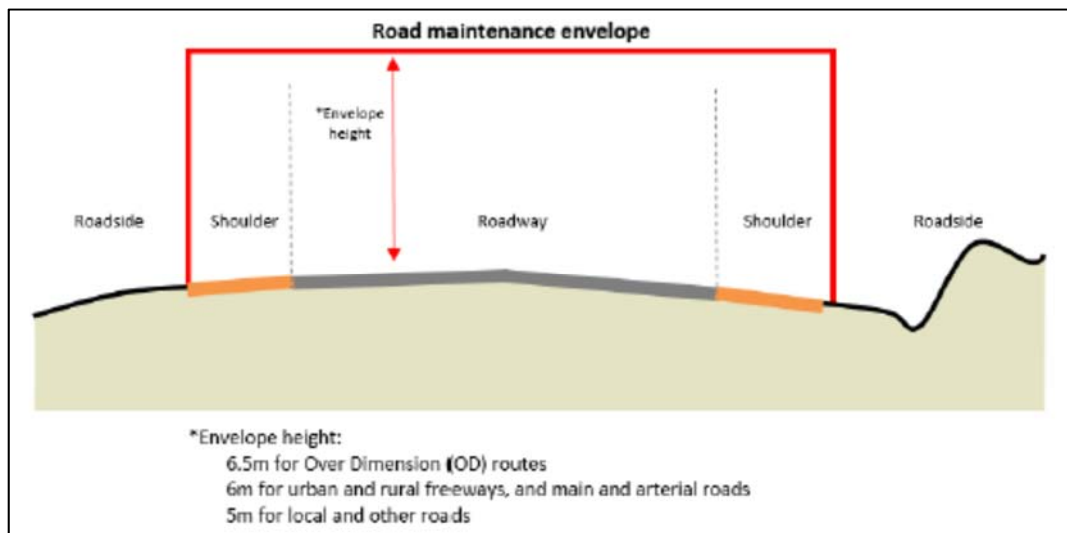 Road maintenance envelope
*Envelope
height
Roadside
Shoulder
Roadway
Shoulder
Roadside
*Envelope height:
6.5m for Over Dimension (OD) routes
6m for urban and rural freeways, and main and arterial roads
5m for local and other roads